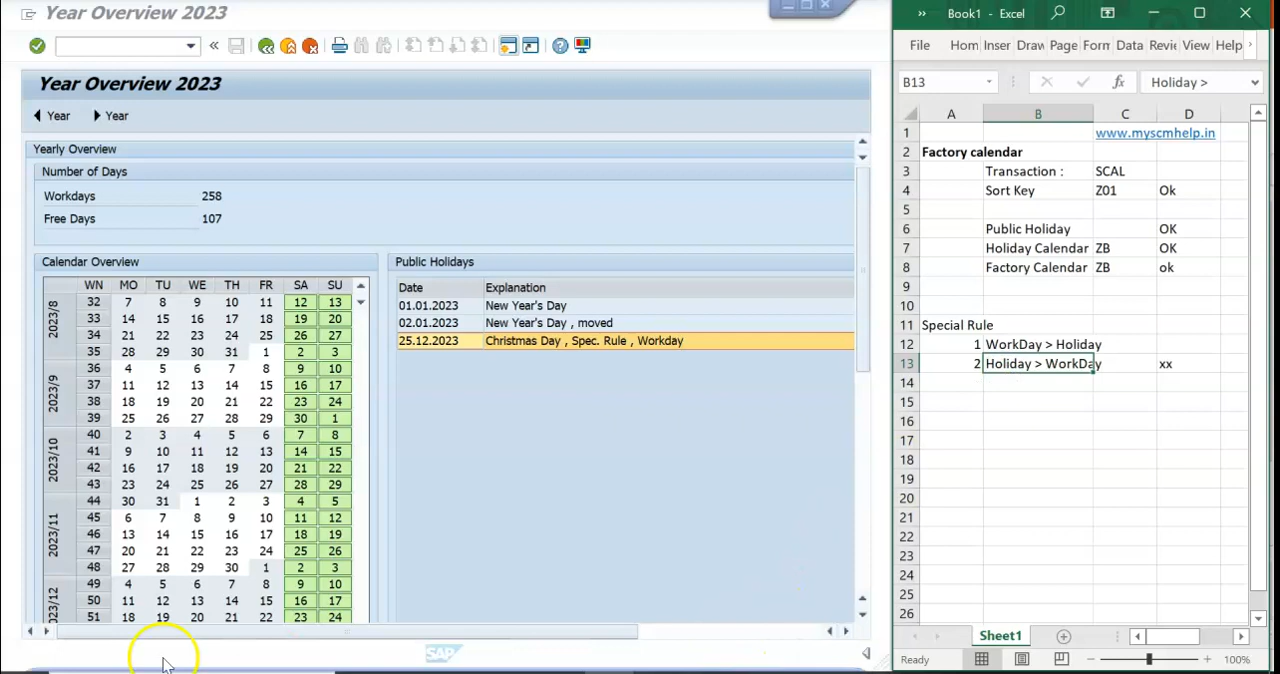 Year Overview 2023
Year Overview 2023
Year Year
Yearly Overview
Number of Days
Workdays 258
Free Days 107
Calendar Overview
WN MO TU WE TH FR SA SU
2023/8
32 7 8 9 10 11 12 13
33 14 15 16 17 18 19 20
34 21 22 23 24 25 26 27
35 28 29 30 31 1 2 3
2023/9
36 4 5 6 7 8 9 10
37 11 12 13 14 15 16 17
38 18 19 20 21 22 23 24
39 25 26 27 28 29 30 1
2023/10
40 2 3 4 5 6 7 8
41 9 10 11 12 13 14 15
42 16 17 18 19 20 21 22
43 23 24 25 26 27 28 29
44 30 31 1 2 3 4 5
2023/11
45 6 7 8 9 10 11 12
46 13 14 15 16 17 18 19
47 20 21 22 23 24 25 26
48 27 28 29 30 1 2 3
2023/12
49 4 5 6 7 8 9 10
50 11 12 13 14 15 16 17
51 18 19 20 21 22 23 24
Public Holidays
Date Explanation
01.01.2023 New Year's Day
02.01.2023 New Year's Day , moved
25.12.2023 Christmas Day , Spec. Rule , Workday
SAP
Book1 - Excel
File Hom Inser Draw Page Forn Data Revie View Help
B13 fx Holiday >
A B C D
1 www.myscmhelp.in
2 Factory calendar
3 Transaction : SCAL
4 Sort Key Z01 Ok
5
6 Public Holiday OK
7 Holiday Calendar ZB OK
8 Factory Calendar ZB ok
9
10
11 Special Rule
12 1 WorkDay > Holiday
13 2 Holiday > WorkDay xx
14
15
16
17
18
19
20
21
22
23
24
25
26
Sheet1
Ready 100%